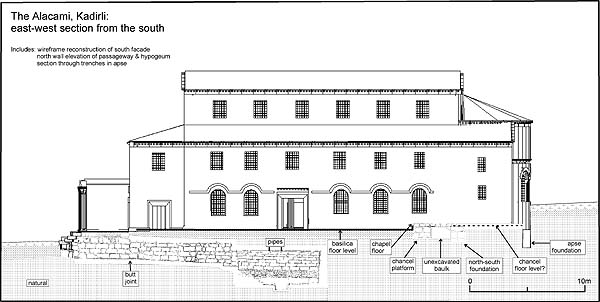 The Alacami, Kadirli:
east-west section from the south
Includes: wireframe reconstruction of south facade
north wall elevation of passageway & hypogeum
section through trenches in apse
natural
butt
joint
pipes
basilica
floor level
chapel
floor
chancel
platform
unexcavated
baulk
north-south
foundation
chancel
floor level?
apse
foundation
0
10m